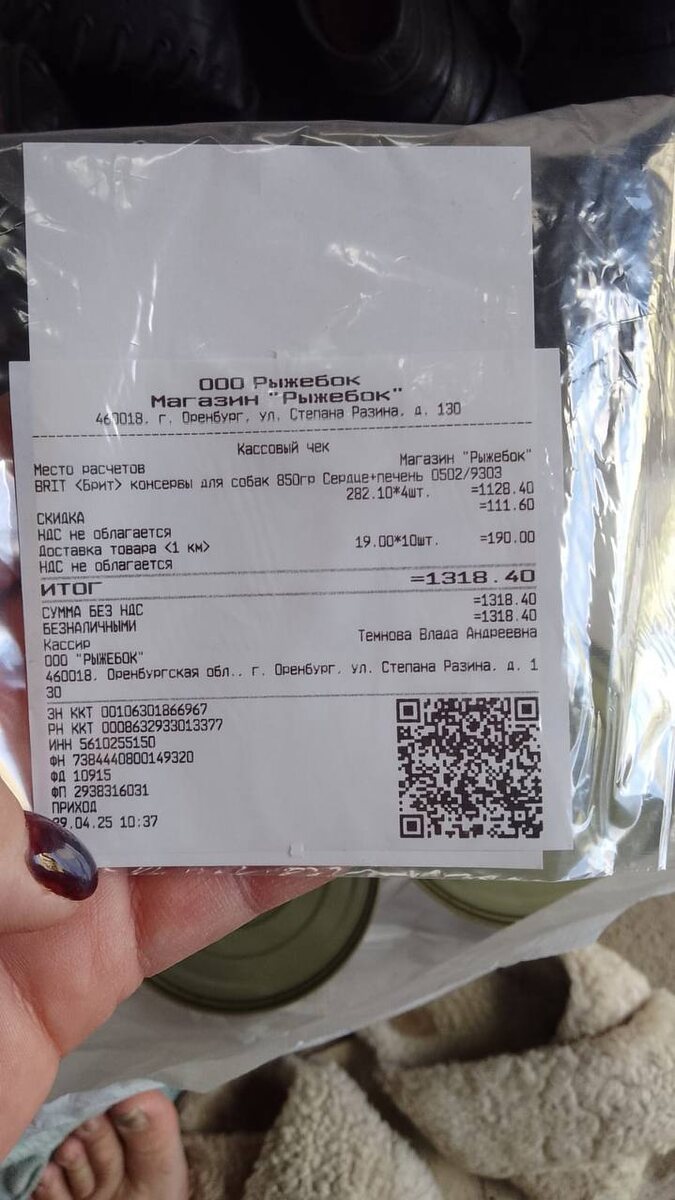 ООО Рыжебок
Магазин "Рыжебок"
460018, г. Оренбург, ул. Степана Разина, д. 130
Кассовый чек
Место расчетов Магазин "Рыжебок"
BRIT <Брит> консервы для собак 850гр Сердце+печень 0502/9303
282.10*4шт. =1128.40
СКИДКА =111.60
НДС не облагается
Доставка товара <1 км> 19.00*10шт. =190.00
НДС не облагается
ИТОГ =1318.40
СУММА БЕЗ НДС =1318.40
БЕЗНАЛИЧНЫМИ =1318.40
Кассир Темнова Влада Андреевна
ООО "РЫЖЕБОК"
460018, Оренбургская обл., г. Оренбург, ул. Степана Разина, д. 1
30
ЗН ККТ 00106301866967
РН ККТ 0008632933013377
ИНН 5610255150
ФН 7384440800149320
ФД 10915
ФП 2938316031
ПРИХОД
29.04.25 10:37